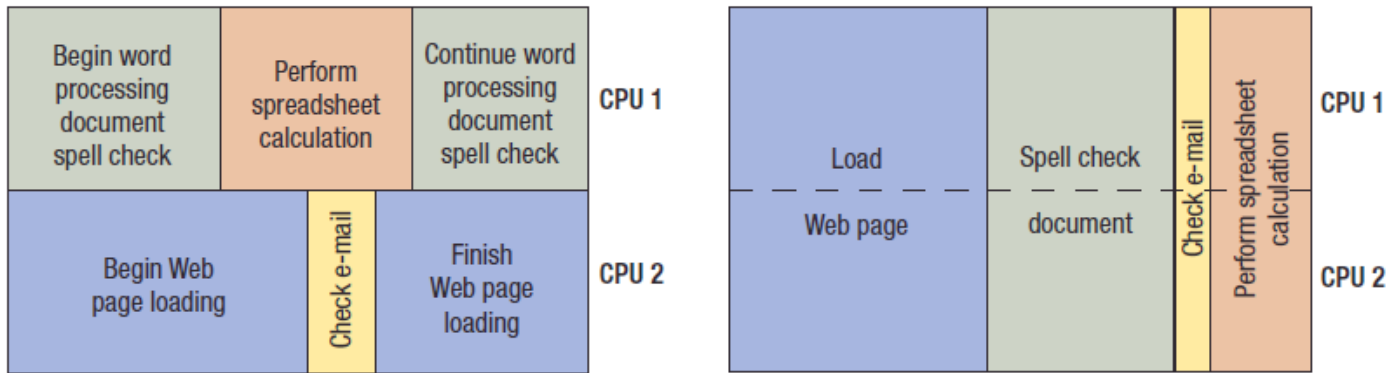 Begin word
processing
document
spell check
Perform
spreadsheet
calculation
Continue word
processing
document
spell check
CPU 1
Begin Web
page loading
Check e-mail
Finish
Web page
loading
CPU 2
Load
Web page
Spell check
document
Check e-mail
Perform spreadsheet
calculation
CPU 1
CPU 2